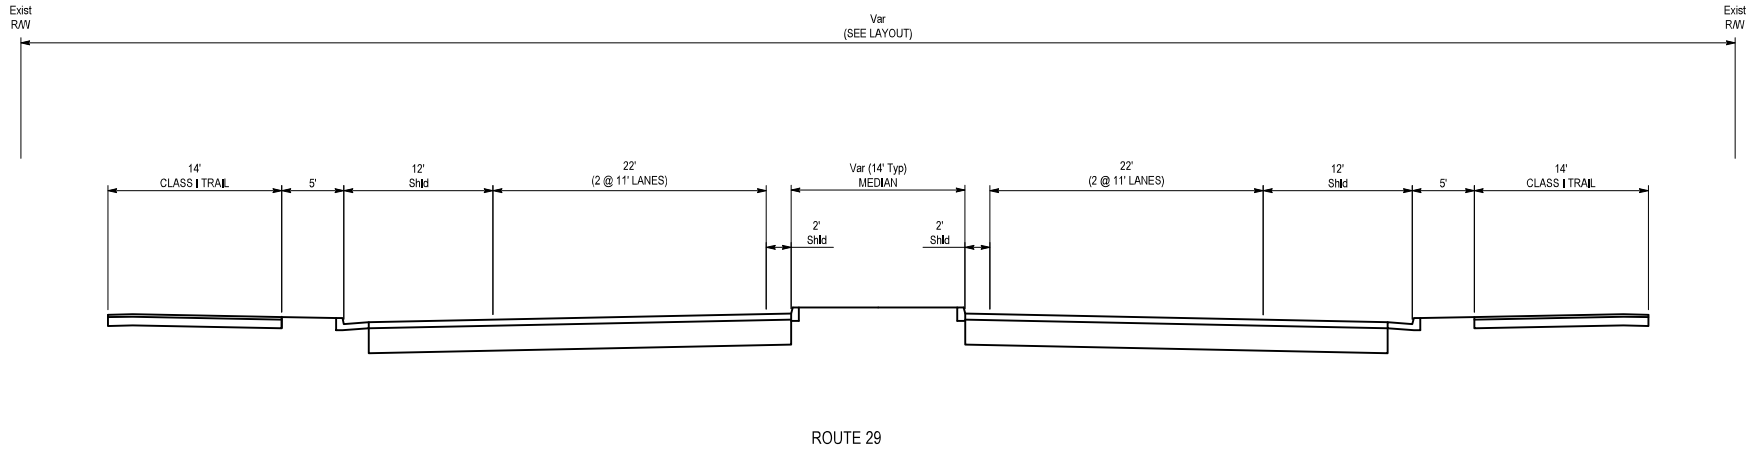 Exist
R/W
Var
(SEE LAYOUT)
Exist
R/W
14'
CLASS I TRAIL
5'
12'
Shld
22'
(2 @ 11' LANES)
Var (14' Typ)
MEDIAN
22'
(2 @ 11' LANES)
12'
Shld
5'
14'
CLASS I TRAIL
2'
Shld
2'
Shld
ROUTE 29